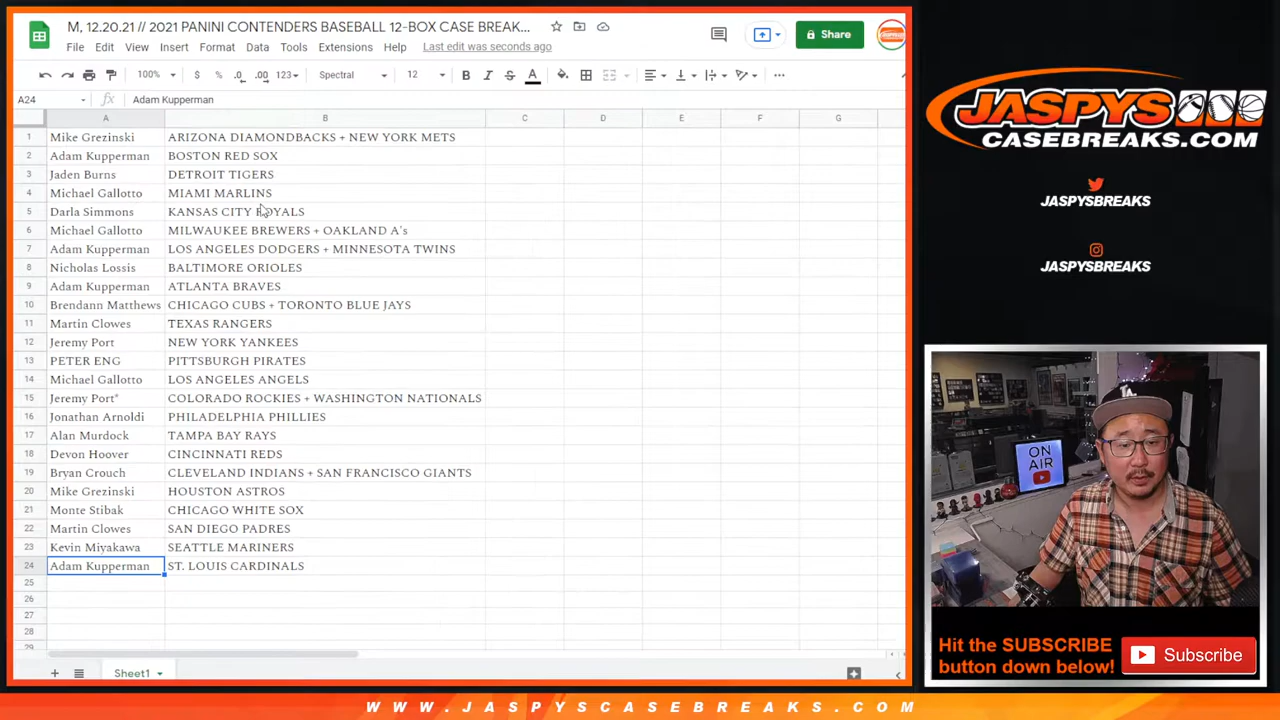 M, 12.20.21 // 2021 PANINI CONTENDERS BASEBALL 12-BOX CASE BREAK...
File Edit View Insert Format Data Tools Extensions Help Last edit was seconds ago
Share
100% $ % .0 .00 123 Spectral 12 B I S A
A24 fx Adam Kupperman
A B C D E F G
1 Mike Grezinski ARIZONA DIAMONDBACKS + NEW YORK METS
2 Adam Kupperman BOSTON RED SOX
3 Jaden Burns DETROIT TIGERS
4 Michael Gallotto MIAMI MARLINS
5 Darla Simmons KANSAS CITY ROYALS
6 Michael Gallotto MILWAUKEE BREWERS + OAKLAND A's
7 Adam Kupperman LOS ANGELES DODGERS + MINNESOTA TWINS
8 Nicholas Lossis BALTIMORE ORIOLES
9 Adam Kupperman ATLANTA BRAVES
10 Brendann Matthews CHICAGO CUBS + TORONTO BLUE JAYS
11 Martin Clowes TEXAS RANGERS
12 Jeremy Port NEW YORK YANKEES
13 PETER ENG PITTSBURGH PIRATES
14 Michael Gallotto LOS ANGELES ANGELS
15 Jeremy Port* COLORADO ROCKIES + WASHINGTON NATIONALS
16 Jonathan Arnoldi PHILADELPHIA PHILLIES
17 Alan Murdock TAMPA BAY RAYS
18 Devon Hoover CINCINNATI REDS
19 Bryan Crouch CLEVELAND INDIANS + SAN FRANCISCO GIANTS
20 Mike Grezinski HOUSTON ASTROS
21 Monte Stibak CHICAGO WHITE SOX
22 Martin Clowes SAN DIEGO PADRES
23 Kevin Miyakawa SEATTLE MARINERS
24 Adam Kupperman ST. LOUIS CARDINALS
25
26
27
28
29
Sheet1
JASPYS
CASEBREAKS.COM
JASPYSBREAKS
JASPYSBREAKS
ON
AIR
LA
Hit the SUBSCRIBE
button down below!
Subscribe
WWW.JASPYSCASEBREAKS.COM